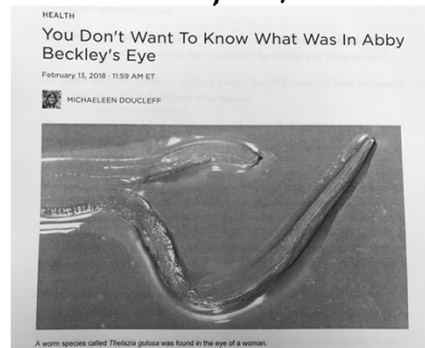 HEALTH
You Don't Want To Know What Was In Abby
Beckley's Eye
February 13, 2018 · 11:59 AM ET
MICHAELEEN DOUCLEFF
A worm species called Thelazia gulosa was found in the eye of a woman.